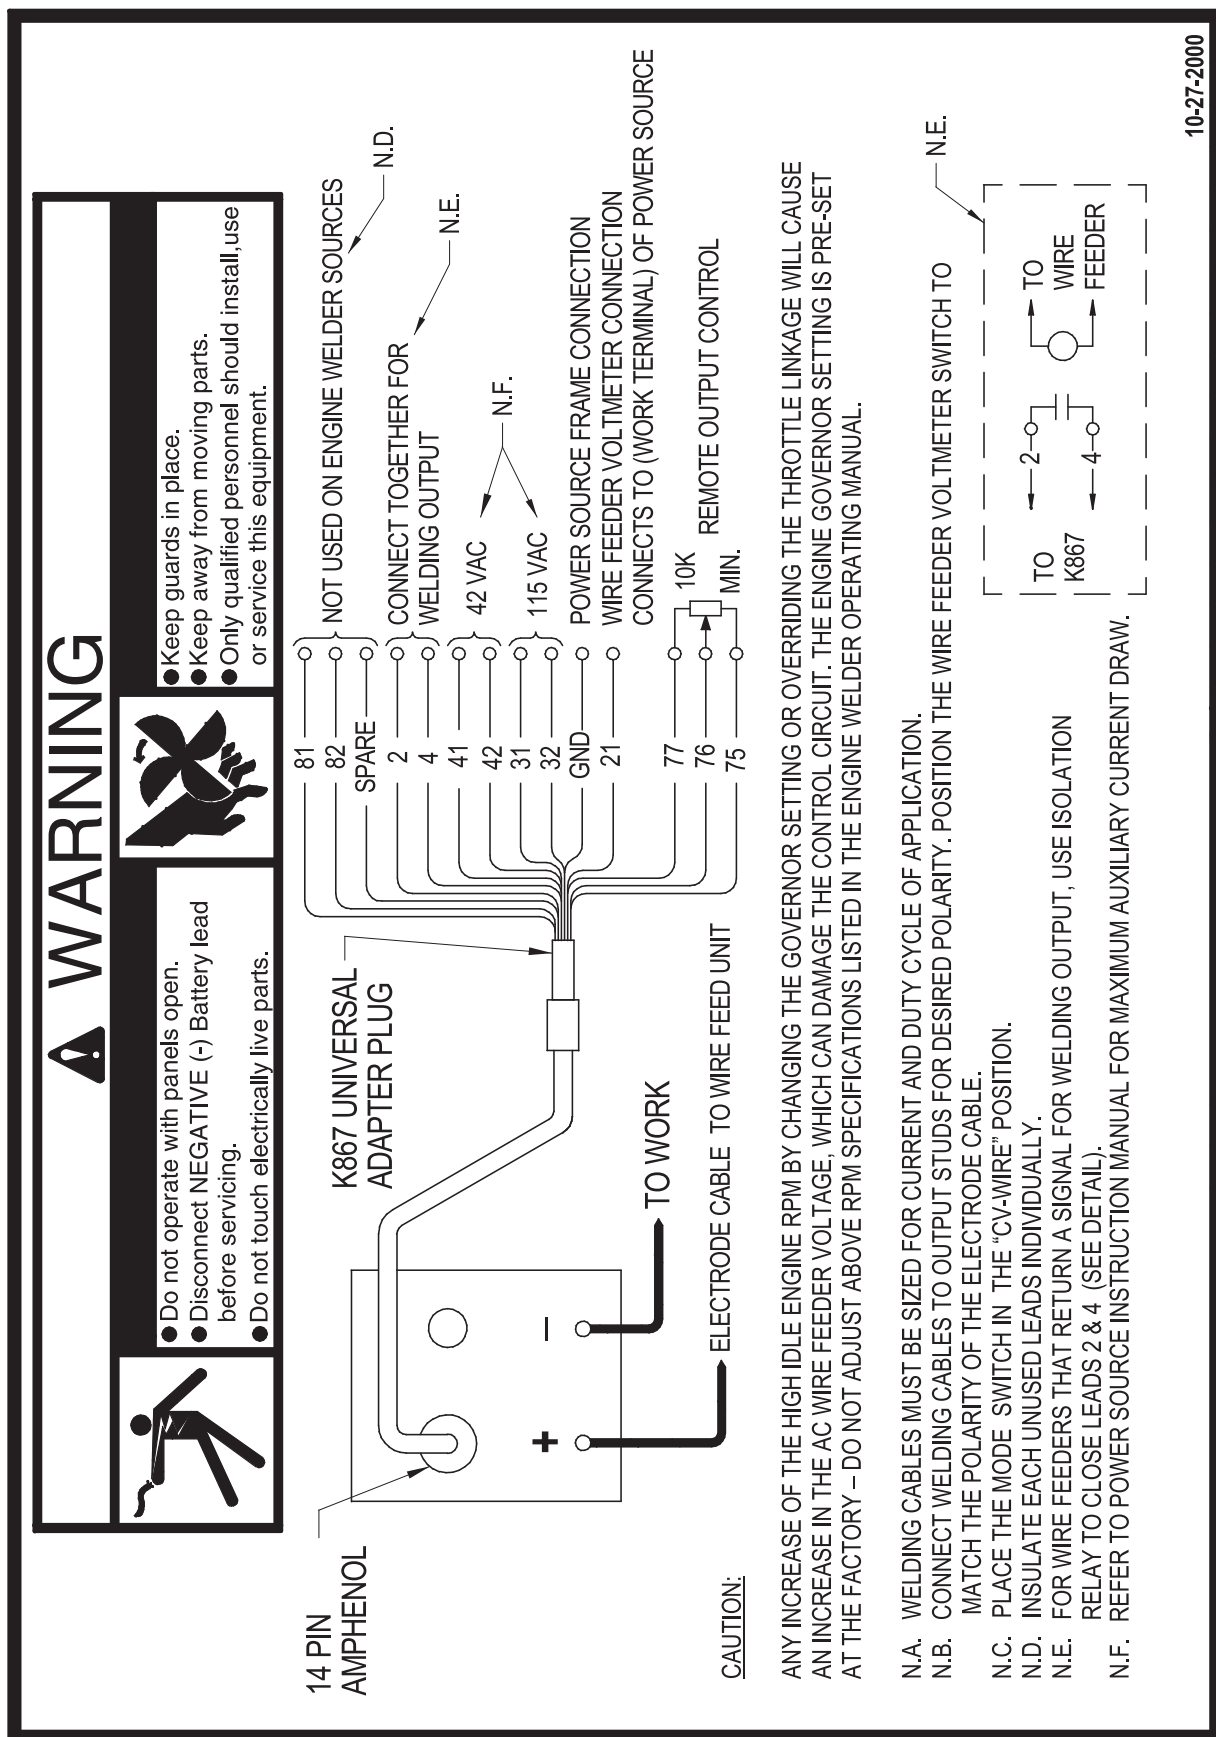 WARNING
● Do not operate with panels open.
● Disconnect NEGATIVE (-) Battery lead
before servicing.
● Do not touch electrically live parts.
● Keep guards in place.
● Keep away from moving parts.
● Only qualified personnel should install,use
or service this equipment.
14 PIN
AMPHENOL
K867 UNIVERSAL
ADAPTER PLUG
81
82
SPARE
2
4
41
42
31
32
GND
21
77
76
75
NOT USED ON ENGINE WELDER SOURCES
N.D.
CONNECT TOGETHER FOR
WELDING OUTPUT
N.E.
42 VAC
115 VAC
N.F.
POWER SOURCE FRAME CONNECTION
WIRE FEEDER VOLTMETER CONNECTION
CONNECTS TO (WORK TERMINAL) OF POWER SOURCE
10K
REMOTE OUTPUT CONTROL
MIN.
+
–
TO WORK
ELECTRODE CABLE TO WIRE FEED UNIT
CAUTION:
ANY INCREASE OF THE HIGH IDLE ENGINE RPM BY CHANGING THE GOVERNOR SETTING OR OVERRIDING THE THROTTLE LINKAGE WILL CAUSE
AN INCREASE IN THE AC WIRE FEEDER VOLTAGE, WHICH CAN DAMAGE THE CONTROL CIRCUIT. THE ENGINE GOVERNOR SETTING IS PRE-SET
AT THE FACTORY – DO NOT ADJUST ABOVE RPM SPECIFICATIONS LISTED IN THE ENGINE WELDER OPERATING MANUAL.
N.A. WELDING CABLES MUST BE SIZED FOR CURRENT AND DUTY CYCLE OF APPLICATION.
N.B. CONNECT WELDING CABLES TO OUTPUT STUDS FOR DESIRED POLARITY. POSITION THE WIRE FEEDER VOLTMETER SWITCH TO
MATCH THE POLARITY OF THE ELECTRODE CABLE.
N.C. PLACE THE MODE SWITCH IN THE “CV-WIRE” POSITION.
N.D. INSULATE EACH UNUSED LEADS INDIVIDUALLY.
N.E. FOR WIRE FEEDERS THAT RETURN A SIGNAL FOR WELDING OUTPUT, USE ISOLATION
RELAY TO CLOSE LEADS 2 & 4 (SEE DETAIL).
N.F. REFER TO POWER SOURCE INSTRUCTION MANUAL FOR MAXIMUM AUXILIARY CURRENT DRAW.
N.E.
TO
K867
2
4
TO
WIRE
FEEDER
10-27-2000